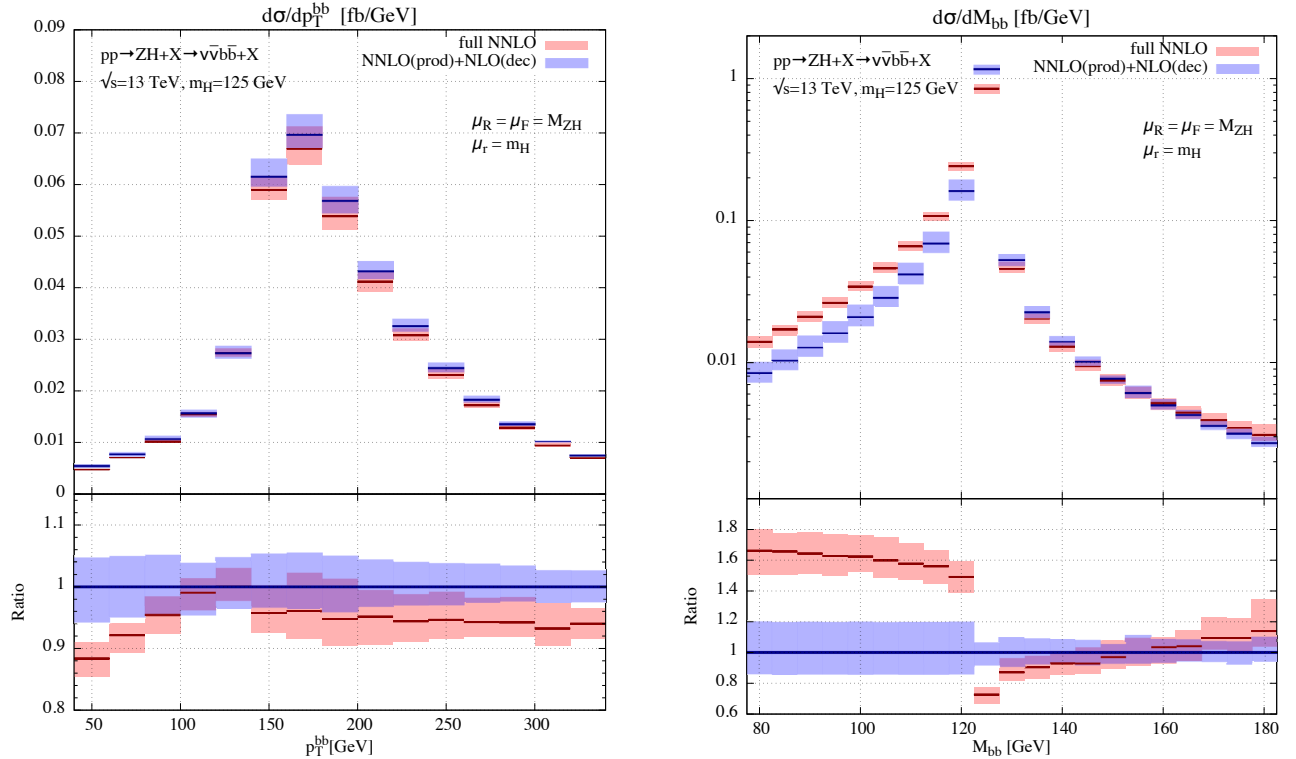 dσ/dp_T^bb [fb/GeV]
pp→ZH+X→νν̄bb̄+X
√s=13 TeV, m_H=125 GeV
full NNLO
NNLO(prod)+NLO(dec)
μ_R = μ_F = M_ZH
μ_r = m_H
0.09
0.08
0.07
0.06
0.05
0.04
0.03
0.02
0.01
0
Ratio
1.1
1
0.9
0.8
50 100 150 200 250 300
p_T^bb [GeV]
dσ/dM_bb [fb/GeV]
pp→ZH+X→νν̄bb̄+X
√s=13 TeV, m_H=125 GeV
full NNLO
NNLO(prod)+NLO(dec)
μ_R = μ_F = M_ZH
μ_r = m_H
1
0.1
0.01
Ratio
1.8
1.6
1.4
1.2
1.0
0.8
0.6
80 100 120 140 160 180
M_bb [GeV]